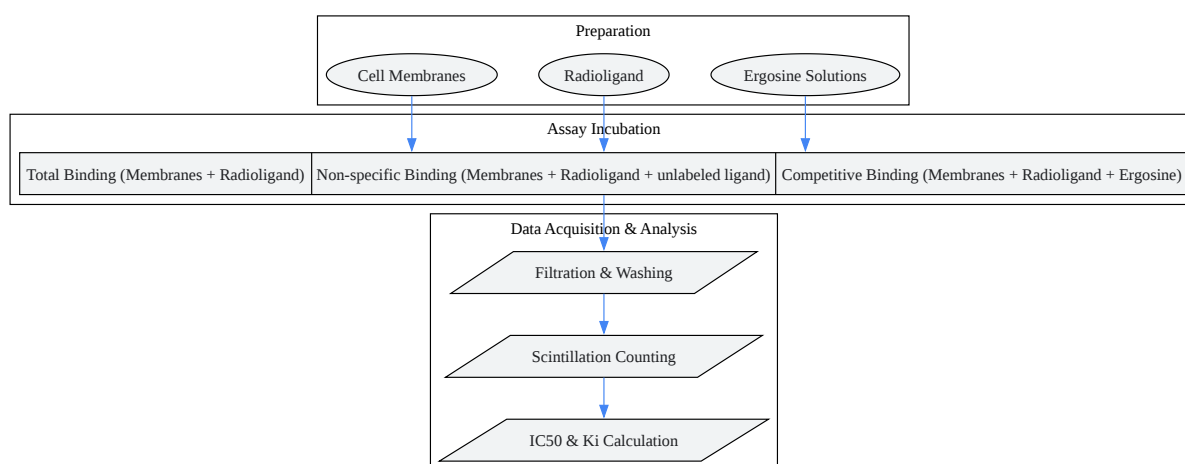 Preparation
Cell Membranes
Radioligand
Ergosine Solutions
Assay Incubation
Total Binding (Membranes + Radioligand)
Non-specific Binding (Membranes + Radioligand + unlabeled ligand)
Competitive Binding (Membranes + Radioligand + Ergosine)
Data Acquisition & Analysis
Filtration & Washing
Scintillation Counting
IC50 & Ki Calculation